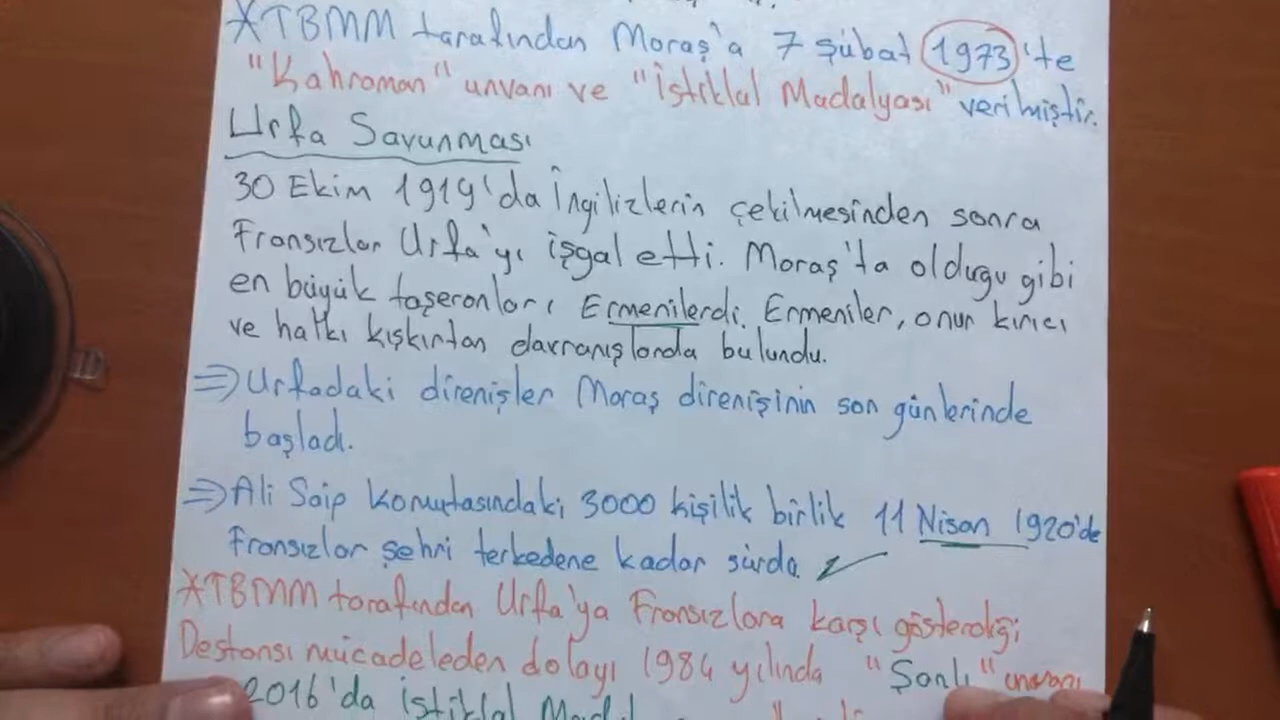 *TBMM tarafından Maraş'a 7 Şubat 1973'te
"Kahraman" unvanı ve "İstiklal Madalyası" verilmiştir.
Urfa Savunması
30 Ekim 1919'da İngilizlerin çekilmesinden sonra
Fransızlar Urfa'yı işgal etti. Maraş'ta oldugu gibi
en büyük taşeronları Ermenilerdi. Ermeniler, onur kırıcı
ve halkı kışkırtan davranışlarda bulundu.
⇒ Urfadaki direnişler Maraş direnişinin son günlerinde
başladı.
⇒ Ali Saip komutasındaki 3000 kişilik birlik 11 Nisan 1920'de
Fransızlar şehri terkedene kadar sürdü.
*TBMM tarafından Urfa'ya Fransızlara karşı gösterdiği
Destansı mücadeleden dolayı 1984 yılında "Şanlı" unvanı
2016'da İstiklal